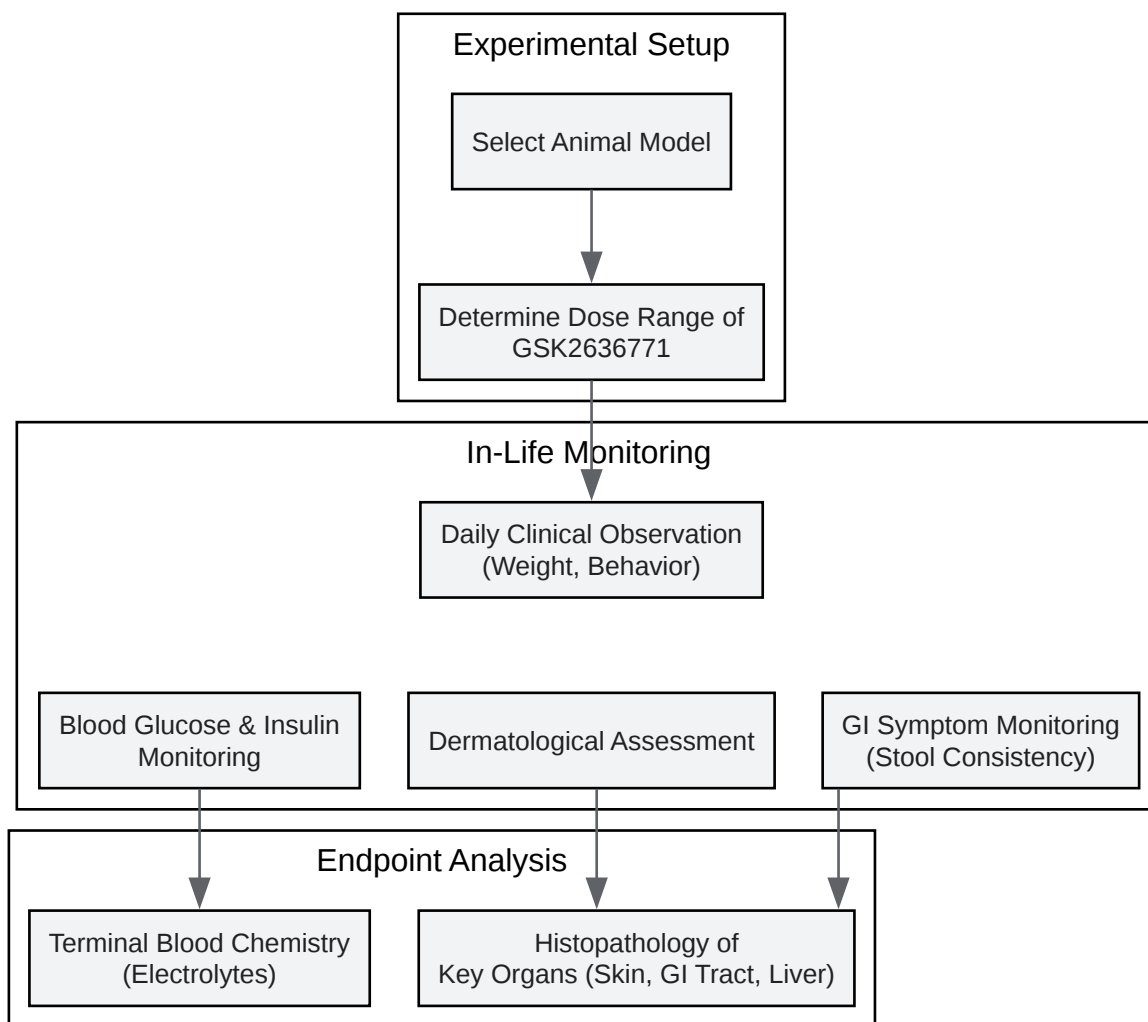 Experimental Setup
Select Animal Model
Determine Dose Range of
GSK2636771
In-Life Monitoring
Daily Clinical Observation
(Weight, Behavior)
Blood Glucose & Insulin
Monitoring
Dermatological Assessment
GI Symptom Monitoring
(Stool Consistency)
Endpoint Analysis
Terminal Blood Chemistry
(Electrolytes)
Histopathology of
Key Organs (Skin, GI Tract, Liver)